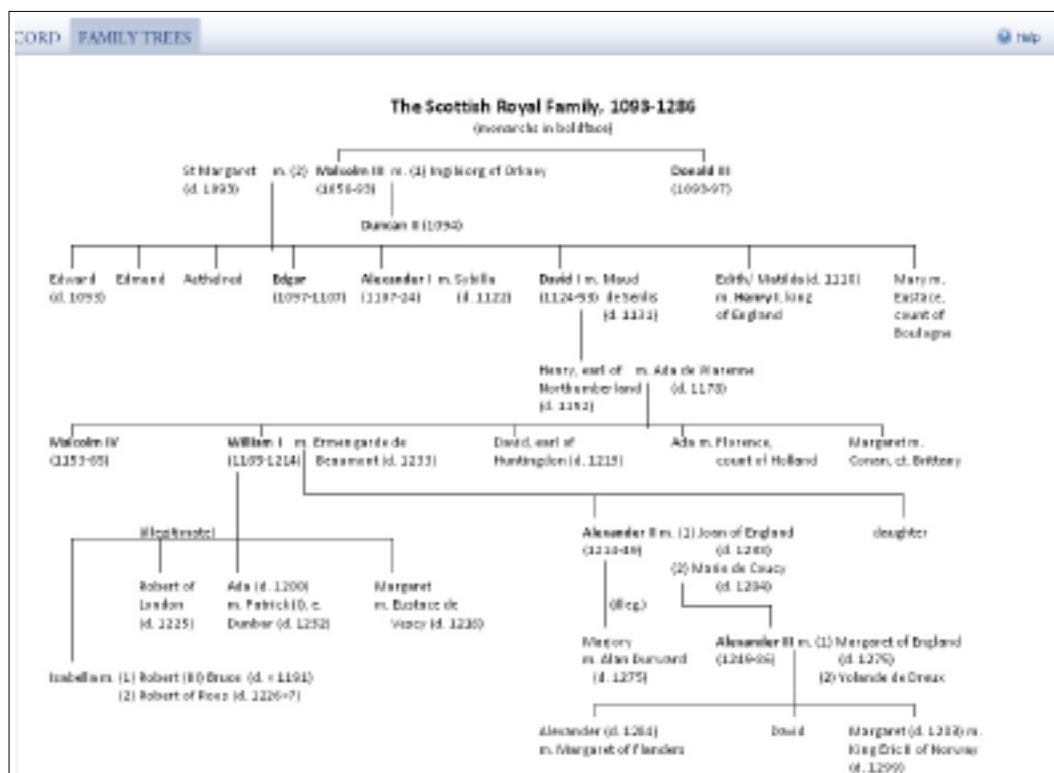 CORD FAMILY TREES Help
The Scottish Royal Family, 1093-1286
(monarchs in boldface)
St Margaret m. (2) Malcolm III m. (1) Ingibiorg of Orkney Donald III
(d. 1093) (1058-93) (1093-97)
Duncan II (1094)
Edward Edmund Aethelred Edgar Alexander I m. Sybilla David I m. Maud Edith/ Matilda (d. 1118) Mary m.
(d. 1093) (1097-1107) (1107-24) (d. 1122) (1124-53) de Senlis m. Henry I, king Eustace,
(d. 1131) of England count of
Boulogne
Henry, earl of m. Ada de Warenne
Northumberland (d. 1178)
(d. 1152)
Malcolm IV William I m. Ermengarde de David, earl of Ada m. Florence, Margaret m.
(1153-65) (1165-1214) Beaumont (d. 1233) Huntingdon (d. 1219) count of Holland Conan, ct. Brittany
(illegitimate) Alexander II m. (1) Joan of England daughter
(1214-49) (d. 1238)
Robert of Ada (d. 1200) Margaret (2) Marie de Coucy
London m. Patrick (I), e. m. Eustace de (d. 1284)
(d. 1225) Dunbar (d. 1232) Vescy (d. 1216) (illeg.)
Marjory Alexander III m. (1) Margaret of England
m. Alan Durward (1249-86) (d. 1275)
Isabella m. (1) Robert (III) Bruce (d. <1191) (d. 1275) (2) Yolande de Dreux
(2) Robert of Roos (d. 1226×7)
Alexander (d. 1284) David Margaret (d. 1283) m.
m. Margaret of Flanders King Eric II of Norway
(d. 1299)